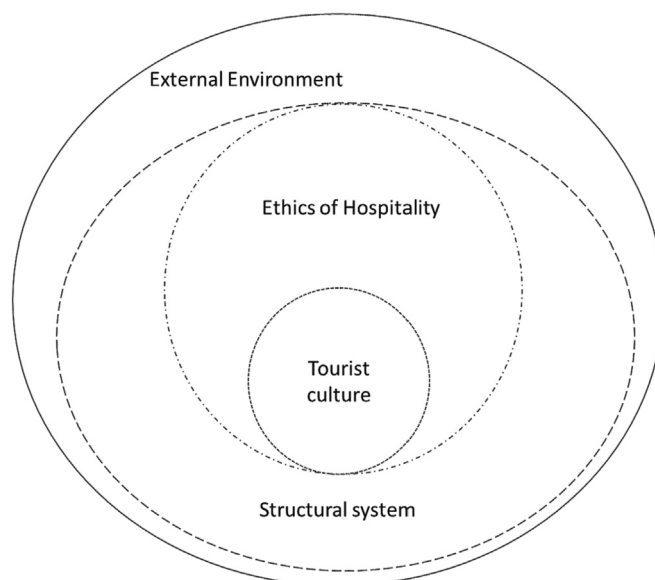 External Environment
Ethics of Hospitality
Tourist
culture
Structural system